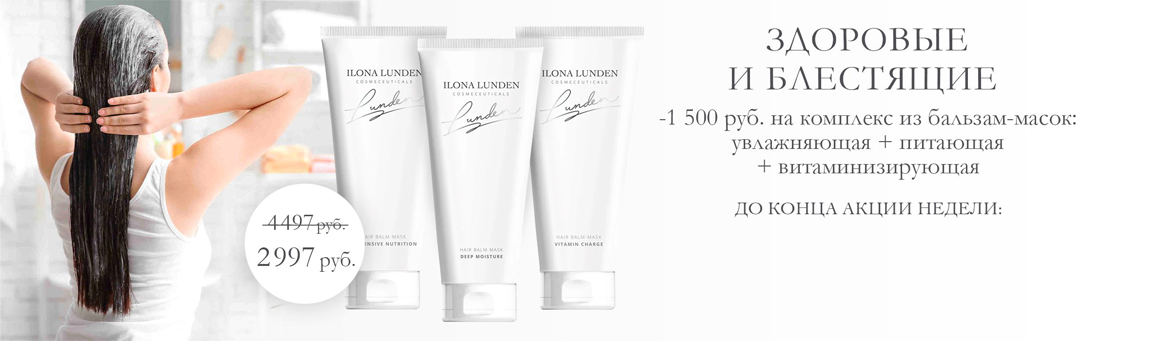 ЗДОРОВЫЕ
И БЛЕСТЯЩИЕ
-1 500 руб. на комплекс из бальзам-масок:
увлажняющая + питающая
+ витаминизирующая
ДО КОНЦА АКЦИИ НЕДЕЛИ:
4497 руб.
2997 руб.
ILONA LUNDEN
COSMECEUTICALS
Lunden
HAIR BALM-MASK
NUTRITION
ILONA LUNDEN
COSMECEUTICALS
Lunden
HAIR BALM-MASK
DEEP MOISTURE
ILONA LUNDEN
COSMECEUTICALS
Lunden
HAIR BALM-MASK
VITAMIN CHARGE